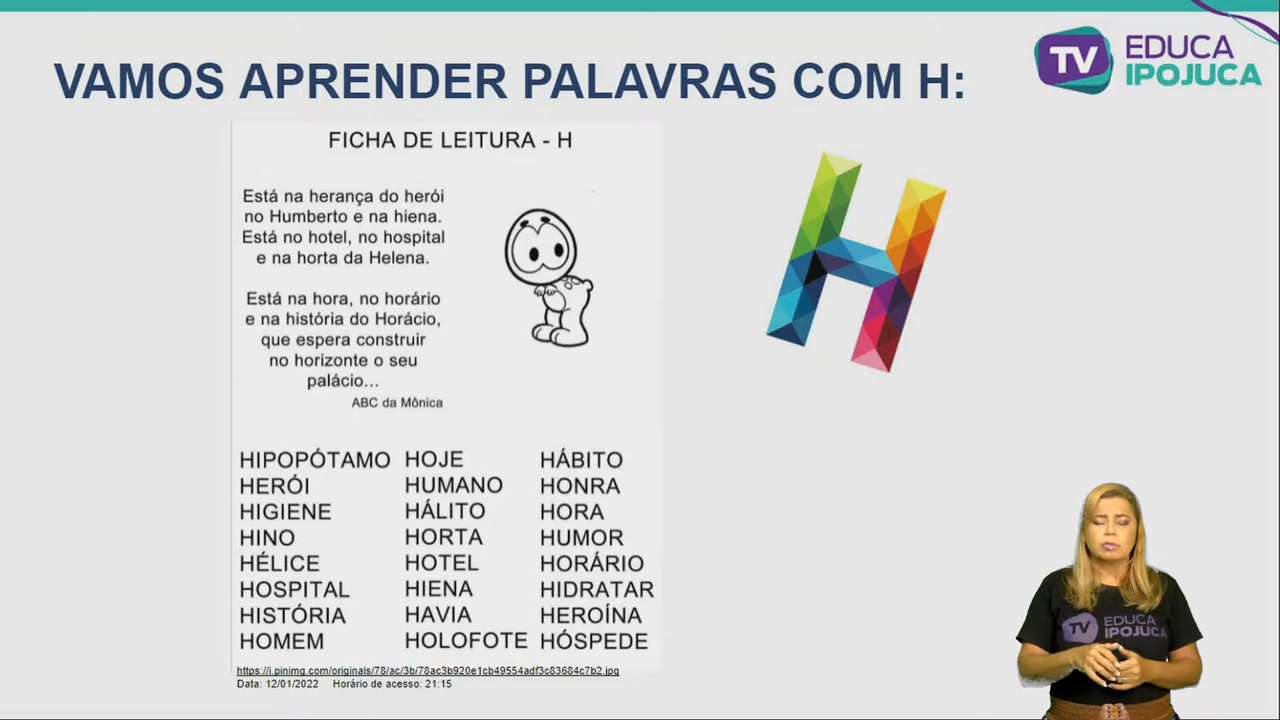 VAMOS APRENDER PALAVRAS COM H:
TV EDUCA
IPOJUCA
FICHA DE LEITURA - H
Está na herança do herói
no Humberto e na hiena.
Está no hotel, no hospital
e na horta da Helena.
Está na hora, no horário
e na história do Horácio,
que espera construir
no horizonte o seu
palácio...
ABC da Mônica
H
HIPOPÓTAMO HOJE HÁBITO
HERÓI HUMANO HONRA
HIGIENE HÁLITO HORA
HINO HORTA HUMOR
HÉLICE HOTEL HORÁRIO
HOSPITAL HIENA HIDRATAR
HISTÓRIA HAVIA HEROÍNA
HOMEM HOLOFOTE HÓSPEDE
https://i.pinimg.com/originals/78/ac/3b/78ac3b920e1cb49554adf3c83684c7b2.jpg
Data: 12/01/2022 Horário de acesso: 21:15
TV EDUCA
IPOJUCA